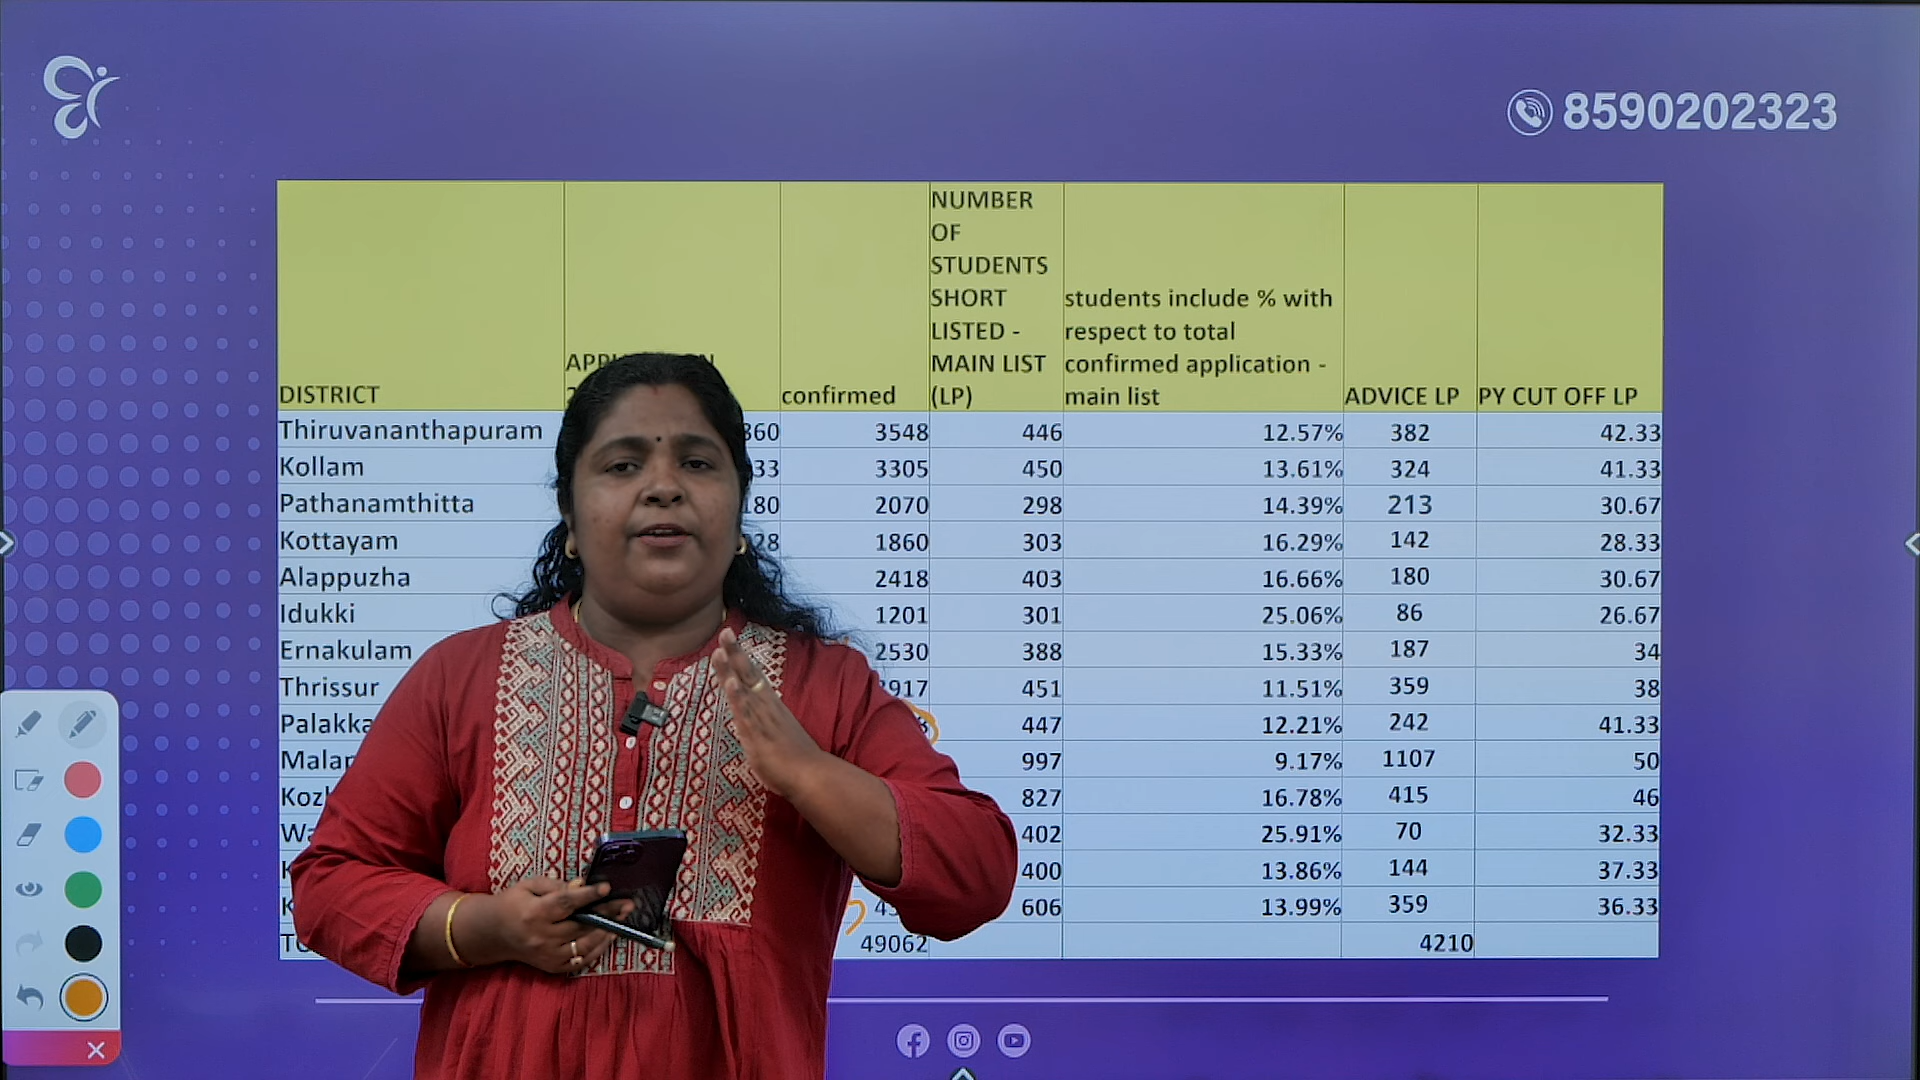 8590202323
DISTRICT confirmed NUMBER OF STUDENTS SHORT LISTED - MAIN LIST (LP) students include % with respect to total confirmed application - main list ADVICE LP PY CUT OFF LP
Thiruvananthapuram 3548 446 12.57% 382 42.33
Kollam 3305 450 13.61% 324 41.33
Pathanamthitta 2070 298 14.39% 213 30.67
Kottayam 1860 303 16.29% 142 28.33
Alappuzha 2418 403 16.66% 180 30.67
Idukki 1201 301 25.06% 86 26.67
Ernakulam 2530 388 15.33% 187 34
Thrissur 451 11.51% 359 38
447 12.21% 242 41.33
997 9.17% 1107 50
827 16.78% 415 46
402 25.91% 70 32.33
400 13.86% 144 37.33
606 13.99% 359 36.33
49062 4210